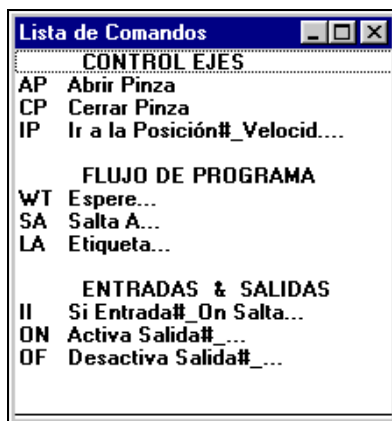 Lista de Comandos
CONTROL EJES
AP Abrir Pinza
CP Cerrar Pinza
IP Ir a la Posición#_Velocid....
FLUJO DE PROGRAMA
WT Espere...
SA Salta A...
LA Etiqueta...
ENTRADAS & SALIDAS
II Si Entrada#_On Salta...
ON Activa Salida#_...
OF Desactiva Salida#_...